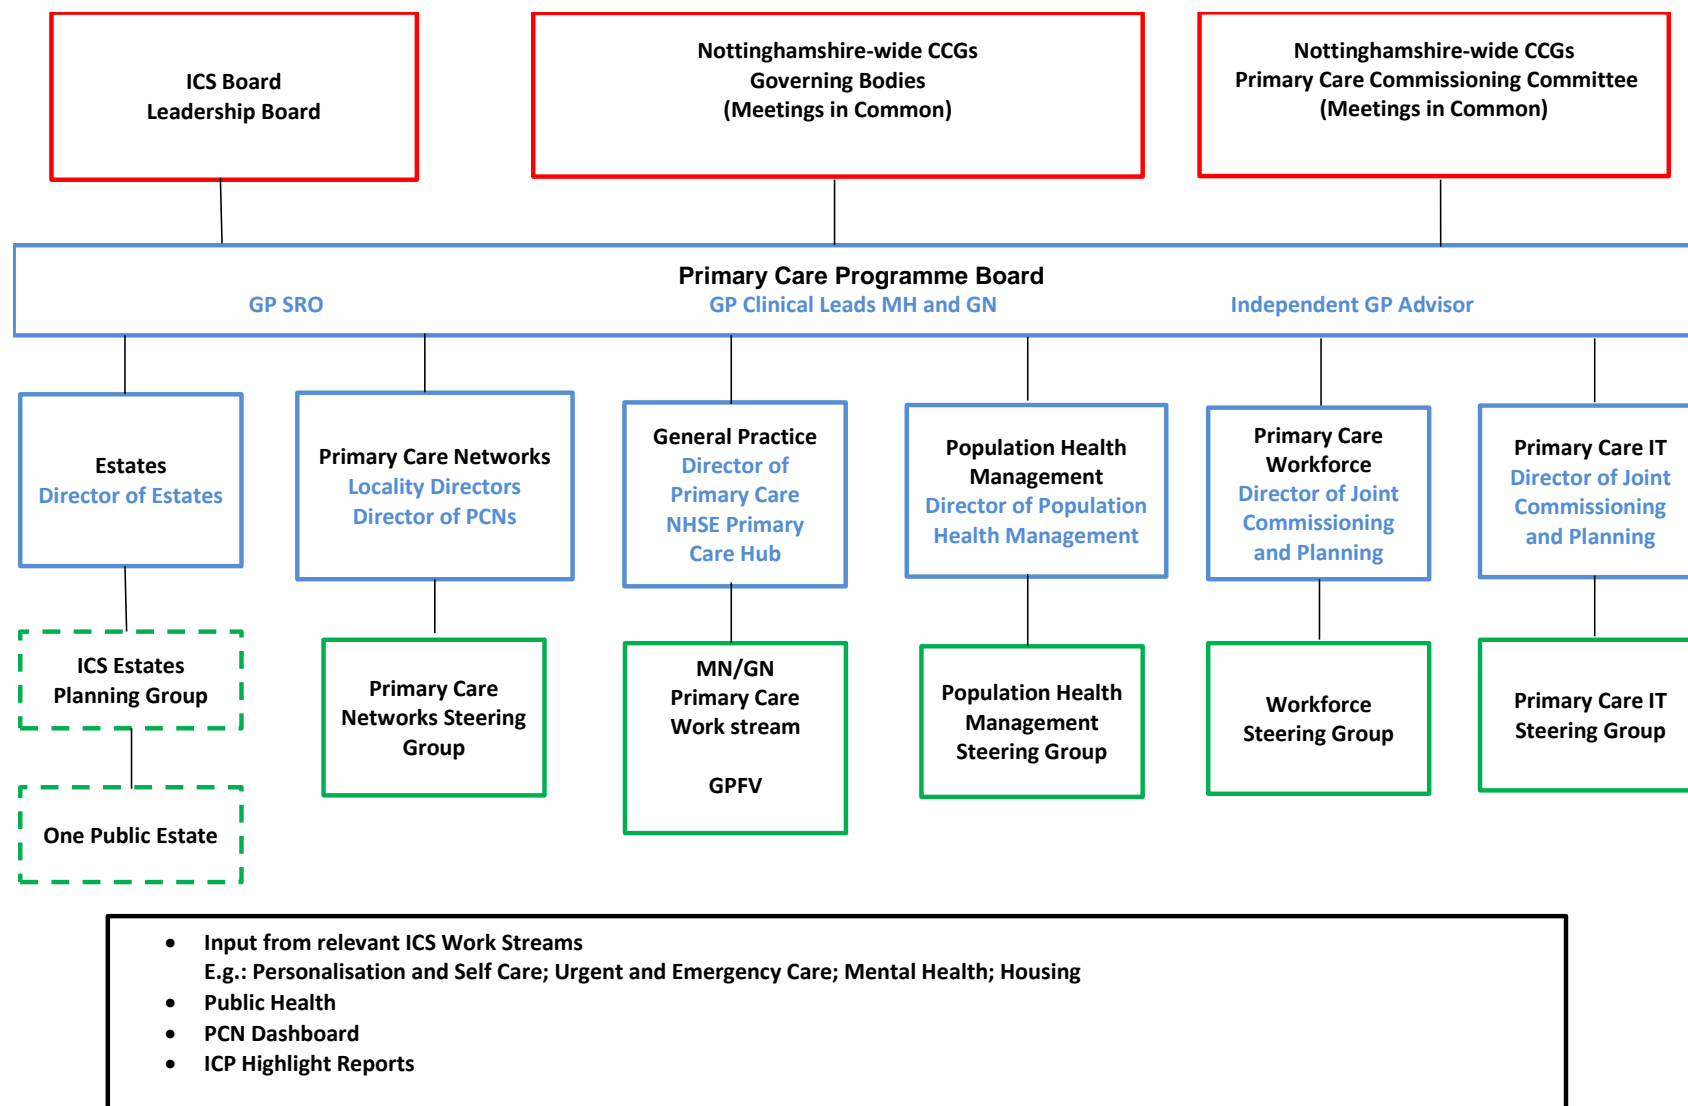 ICS Board
Leadership Board
Nottinghamshire-wide CCGs
Governing Bodies
(Meetings in Common)
Nottinghamshire-wide CCGs
Primary Care Commissioning Committee
(Meetings in Common)
Primary Care Programme Board
GP SRO
GP Clinical Leads MH and GN
Independent GP Advisor
Estates
Director of Estates
Primary Care Networks
Locality Directors
Director of PCNs
General Practice
Director of
Primary Care
NHSE Primary
Care Hub
Population Health
Management
Director of Population
Health Management
Primary Care
Workforce
Director of Joint
Commissioning
and Planning
Primary Care IT
Director of Joint
Commissioning
and Planning
ICS Estates
Planning Group
Primary Care
Networks Steering
Group
MN/GN
Primary Care
Work stream
GPFV
Population Health
Management
Steering Group
Workforce
Steering Group
Primary Care IT
Steering Group
One Public Estate
• Input from relevant ICS Work Streams
E.g.: Personalisation and Self Care; Urgent and Emergency Care; Mental Health; Housing
• Public Health
• PCN Dashboard
• ICP Highlight Reports